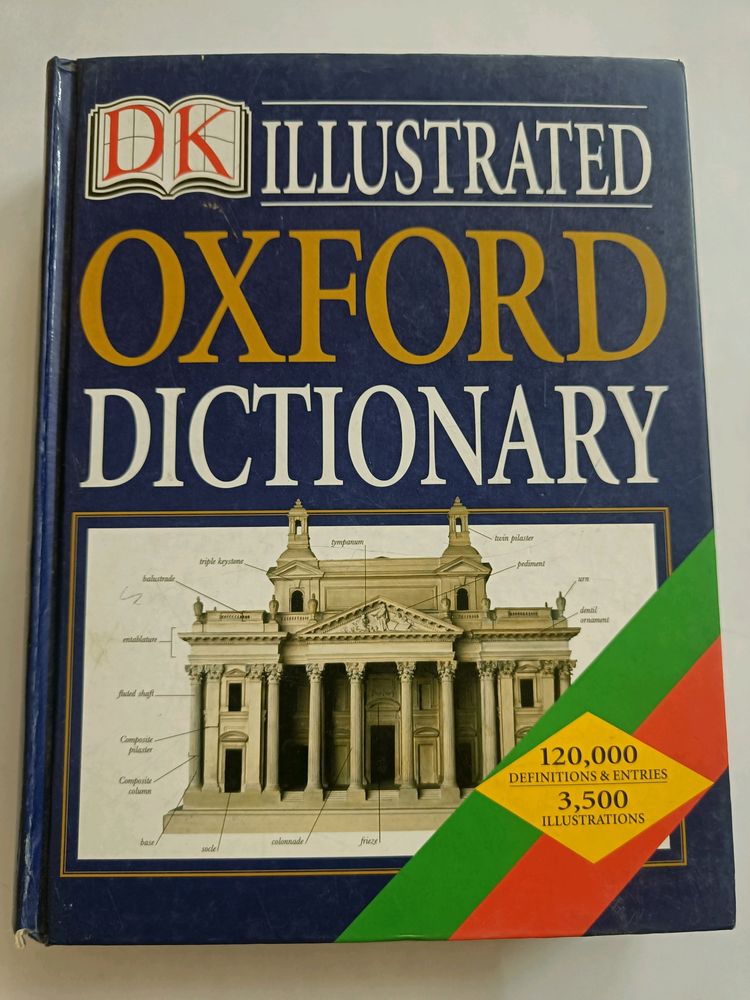 DK
ILLUSTRATED
OXFORD
DICTIONARY
tympanum
twin pilaster
triple keystone
pediment
balustrade
urn
dentil
ornament
entablature
fluted shaft
Composite
pilaster
Composite
column
base
socle
colonnade
frieze
120,000
DEFINITIONS & ENTRIES
3,500
ILLUSTRATIONS